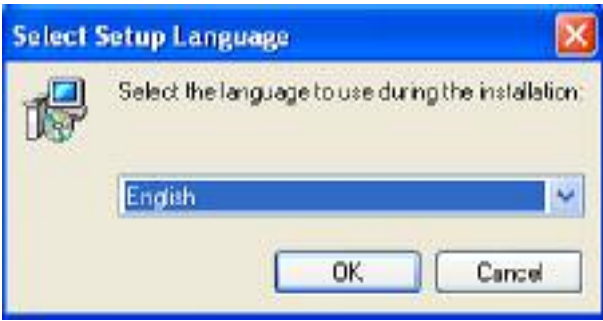 Select Setup Language
Select the language to use during the installation:
English
OK
Cancel